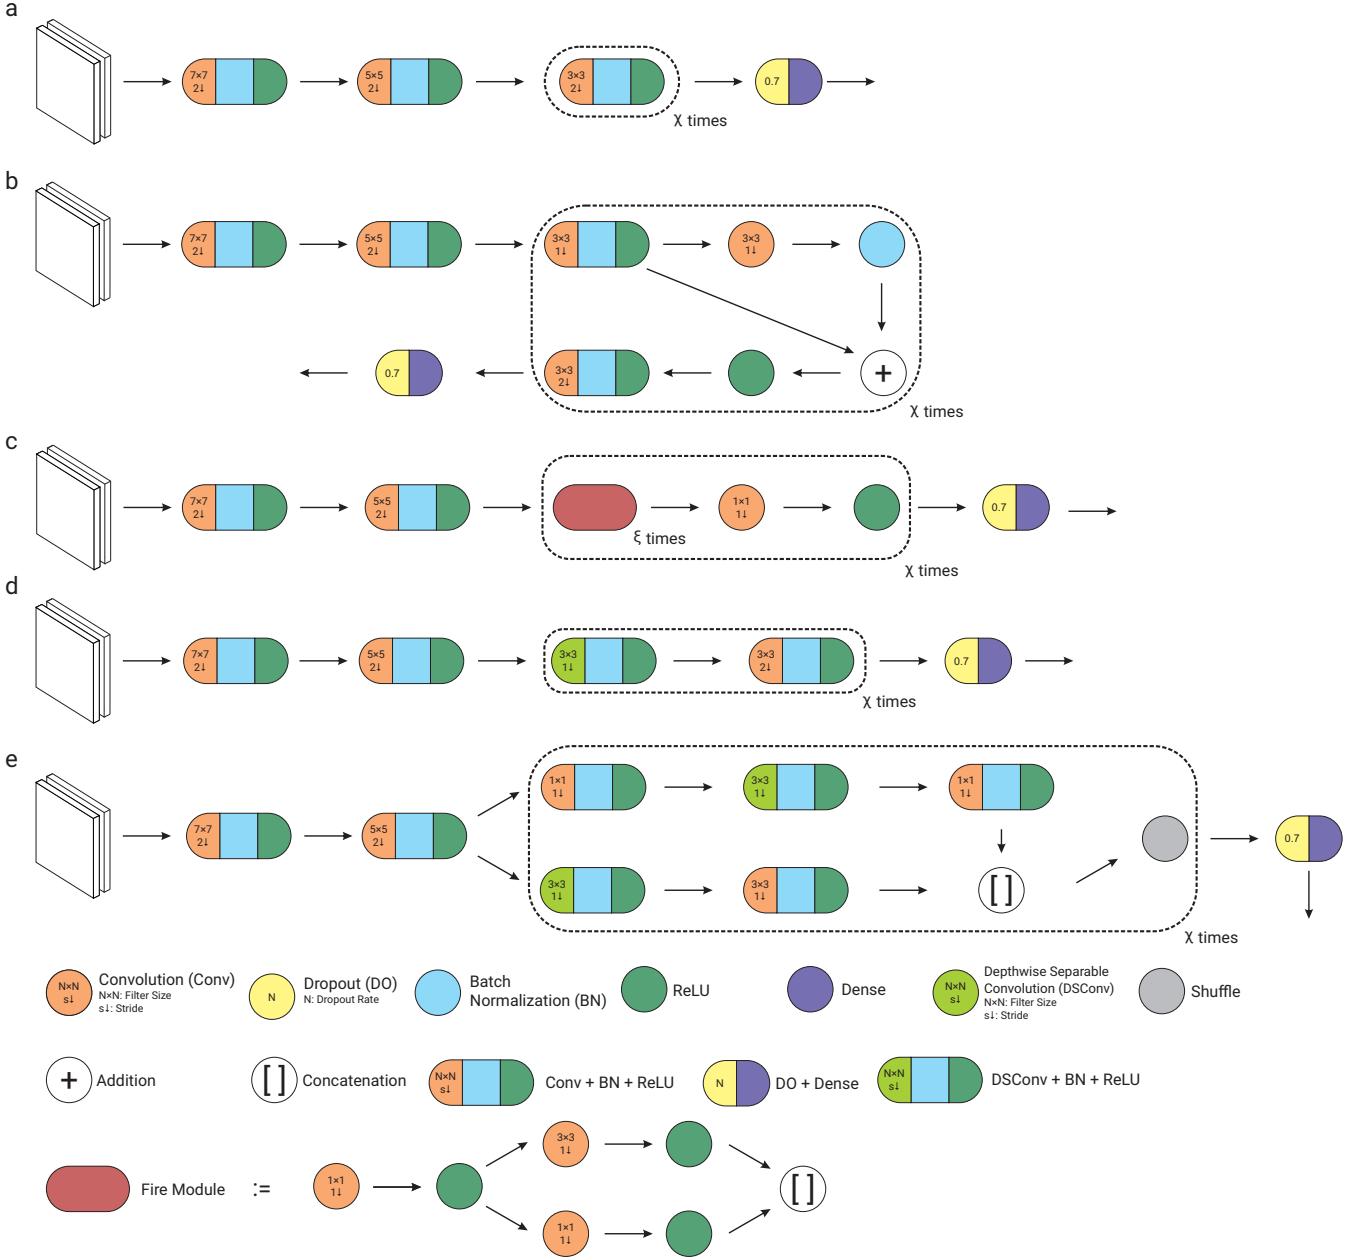 a
7×7
2↓
5×5
2↓
3×3
2↓
0.7
χ times
b
7×7
2↓
5×5
2↓
3×3
1↓
3×3
1↓
0.7
3×3
2↓
+
χ times
c
7×7
2↓
5×5
2↓
1×1
1↓
0.7
ξ times
χ times
d
7×7
2↓
5×5
2↓
3×3
1↓
3×3
2↓
0.7
χ times
e
1×1
1↓
3×3
1↓
1×1
1↓
7×7
2↓
5×5
2↓
0.7
3×3
1↓
3×3
1↓
[ ]
χ times
N×N
s↓
Convolution (Conv)
N×N: Filter Size
s↓: Stride
N
Dropout (DO)
N: Dropout Rate
Batch
Normalization (BN)
ReLU
Dense
N×N
s↓
Depthwise Separable
Convolution (DSConv)
N×N: Filter Size
s↓: Stride
Shuffle
+
Addition
[ ]
Concatenation
N×N
s↓
Conv + BN + ReLU
N
DO + Dense
N×N
s↓
DSConv + BN + ReLU
Fire Module :=
1×1
1↓
3×3
1↓
1×1
1↓
[ ]